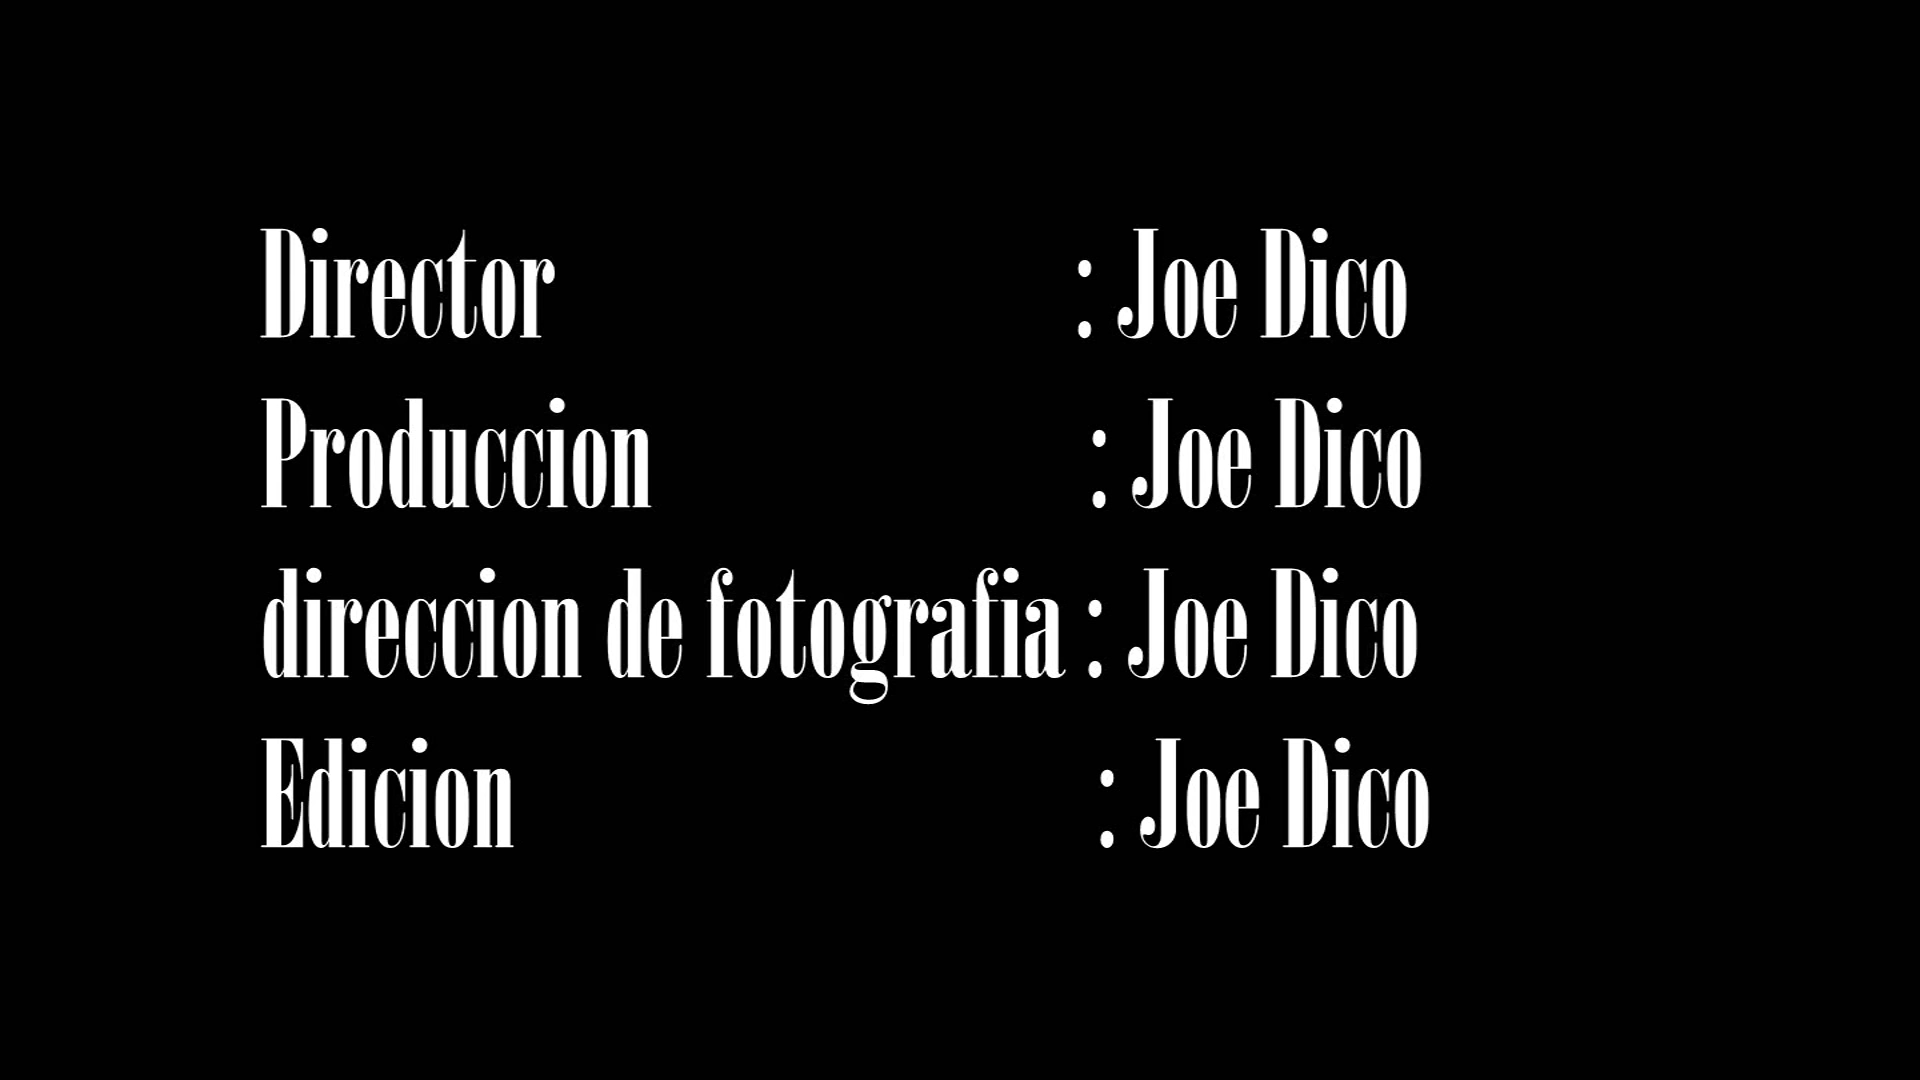 Director : Joe Dico
Produccion : Joe Dico
direccion de fotografia : Joe Dico
Edicion : Joe Dico